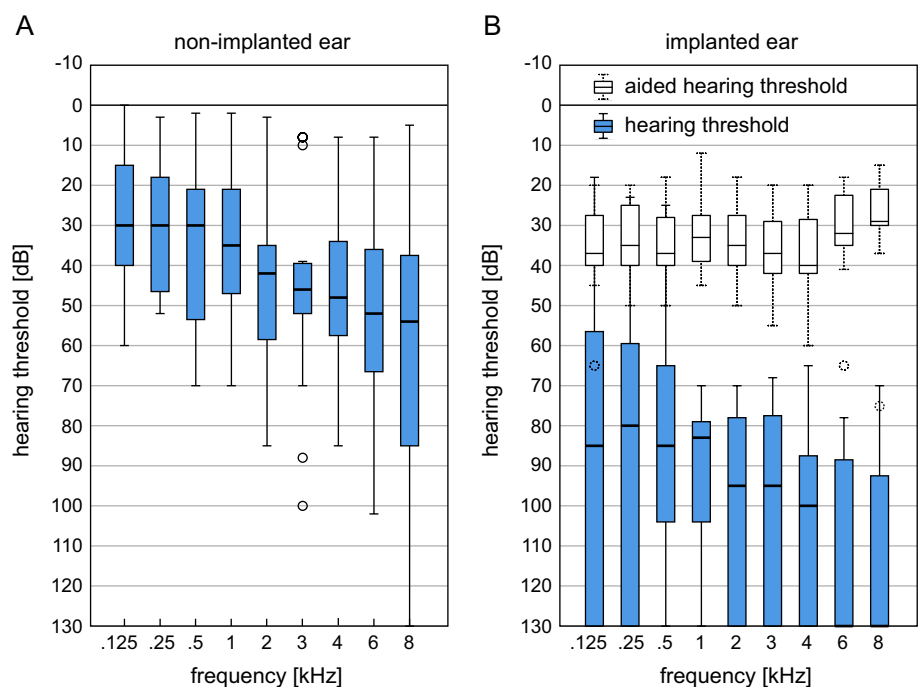 A
non-implanted ear
-10
0
10
20
30
40
50
60
70
80
90
100
110
120
130
hearing threshold [dB]
.125 .25 .5 1 2 3 4 6 8
frequency [kHz]
B
implanted ear
aided hearing threshold
hearing threshold
-10
0
10
20
30
40
50
60
70
80
90
100
110
120
130
hearing threshold [dB]
.125 .25 .5 1 2 3 4 6 8
frequency [kHz]